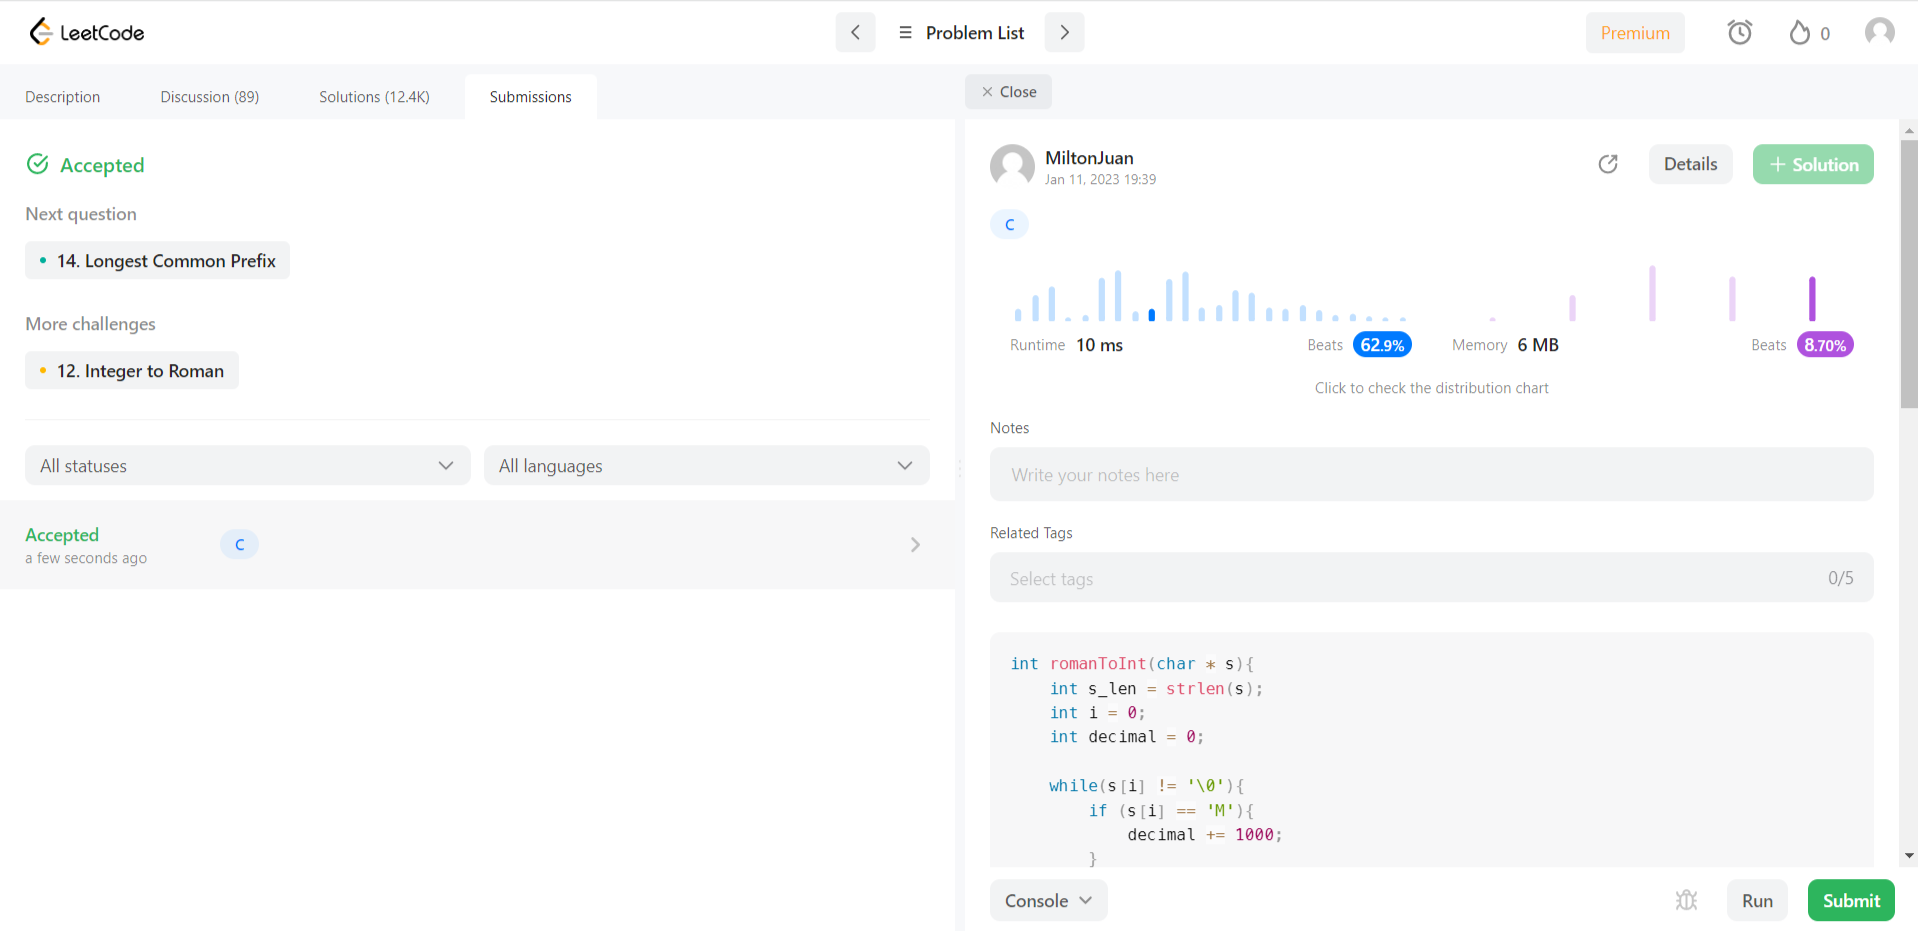 LeetCode
Problem List
Premium
0
Description
Discussion (89)
Solutions (12.4K)
Submissions
Accepted
Next question
14. Longest Common Prefix
More challenges
12. Integer to Roman
All statuses
All languages
Accepted
a few seconds ago
C
Close
MiltonJuan
Jan 11, 2023 19:39
Details
+ Solution
C
Runtime 10 ms
Beats 62.9%
Memory 6 MB
Beats 8.70%
Click to check the distribution chart
Notes
Write your notes here
Related Tags
Select tags
0/5
int romanToInt(char * s){
    int s_len = strlen(s);
    int i = 0;
    int decimal = 0;
    while(s[i] != '\0'){
        if (s[i] == 'M'){
            decimal += 1000;
        }
Console
Run
Submit